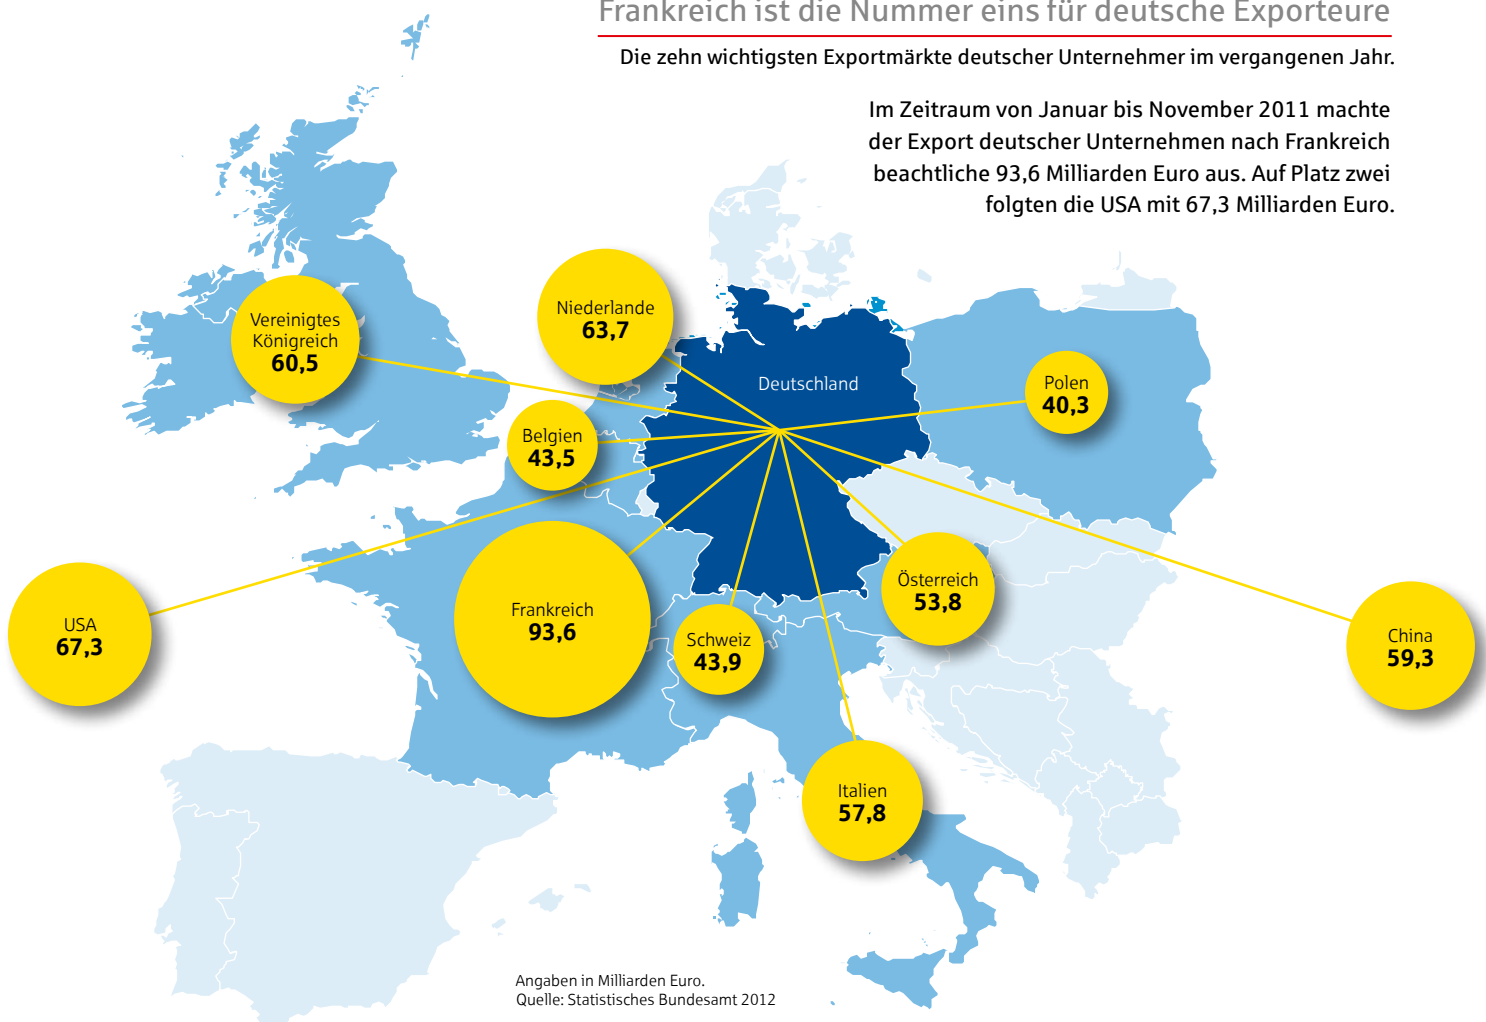 Frankreich ist die Nummer eins für deutsche Exporteure
Die zehn wichtigsten Exportmärkte deutscher Unternehmer im vergangenen Jahr.
Im Zeitraum von Januar bis November 2011 machte
der Export deutscher Unternehmen nach Frankreich
beachtliche 93,6 Milliarden Euro aus. Auf Platz zwei
folgten die USA mit 67,3 Milliarden Euro.
Niederlande
63,7
Vereinigtes
Königreich
60,5
Deutschland
Polen
40,3
Belgien
43,5
Österreich
53,8
Frankreich
93,6
USA
67,3
Schweiz
43,9
China
59,3
Italien
57,8
Angaben in Milliarden Euro.
Quelle: Statistisches Bundesamt 2012